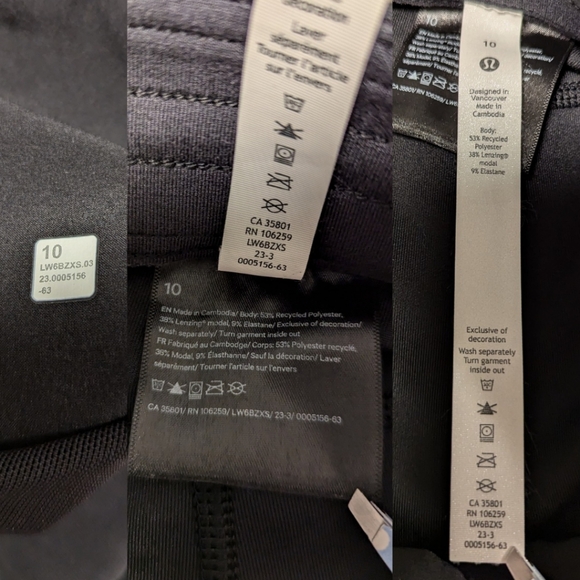 10
LW6BZXS.03
23.0005156
-63
decoration
Laver
séparément
Tourner l'article
sur l'envers
CA 35801
RN 106259
LW6BZXS
23-3
0005156-63
10
EN Made in Cambodia/ Body: 53% Recycled Polyester,
38% Lenzing® modal, 9% Elastane/ Exclusive of decoration/
Wash separately/ Turn garment inside out
FR Fabriqué au Cambodge/ Corps: 53% Polyester recyclé,
38% Modal, 9% Élasthanne/ Sauf la décoration/ Laver
séparément/ Tourner l'article sur l'envers
CA 35801/ RN 106259/ LW6BZXS/ 23-3/ 0005156-63
10
10
Designed in
Vancouver
Made in
Cambodia
Body:
53% Recycled
Polyester
38% Lenzing®
modal
9% Elastane
Exclusive of
decoration
Wash separately
Turn garment
inside out
CA 35801
RN 106259
LW6BZXS
23-3
0005156-63